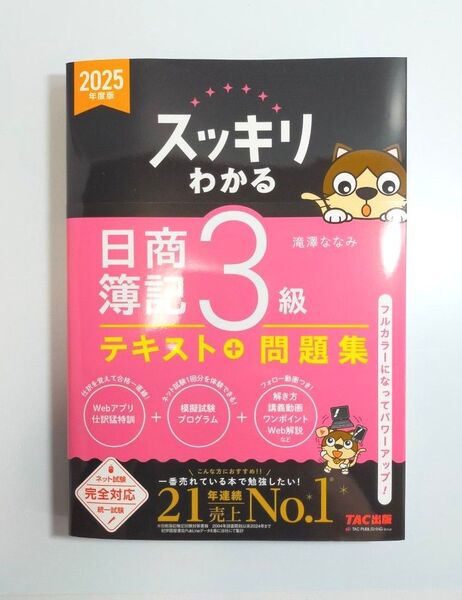 2025
年度版
スッキリ
わかる
滝澤ななみ
日商
簿記
3級
テキスト+問題集
フルカラーになってパワーアップ!
仕訳を覚えて合格一直線!
Webアプリ
仕訳猛特訓
+
ネット試験1回分を体験できる!
模擬試験
プログラム
+
フォロー動画つき!
解き方
講義動画
ワンポイント
Web解説
など
ネット試験
完全対応
統一試験
こんな方におすすめ!!
一番売れている本で勉強したい!
21年連続売上No.1※
TAC出版
TAC PUBLISHING Group